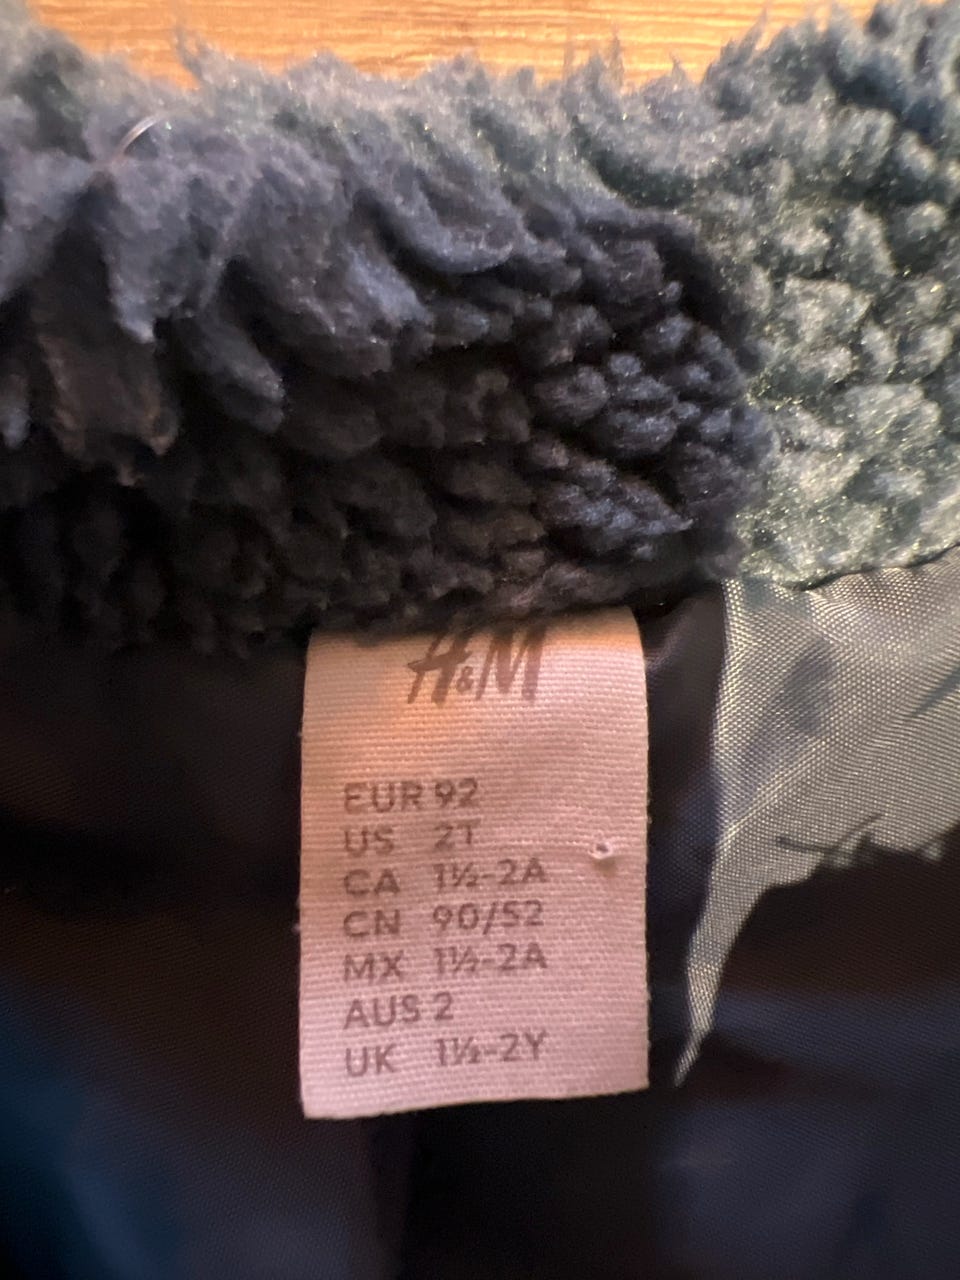 H&M
EUR 92
US 2T
CA 1½-2A
CN 90/52
MX 1½-2A
AUS 2
UK 1½-2Y